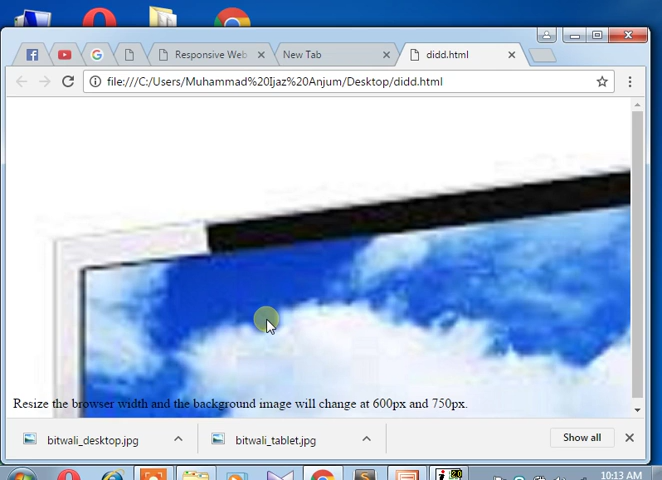 Responsive Web
New Tab
didd.html
file:///C:/Users/Muhammad%20Ijaz%20Anjum/Desktop/didd.html
Resize the browser width and the background image will change at 600px and 750px.
bitwali_desktop.jpg
bitwali_tablet.jpg
Show all
10:13 AM